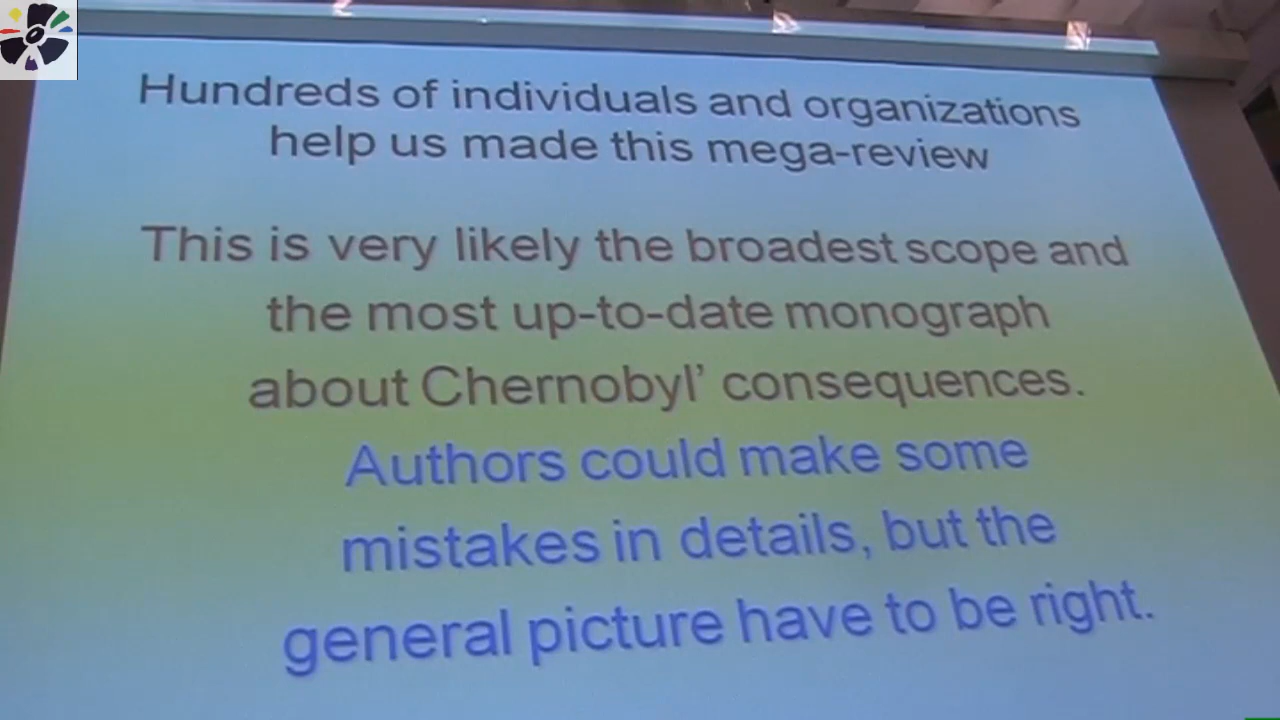 Hundreds of individuals and organizations
help us made this mega-review
This is very likely the broadest scope and
the most up-to-date monograph
about Chernobyl’ consequences.
Authors could make some
mistakes in details, but the
general picture have to be right.